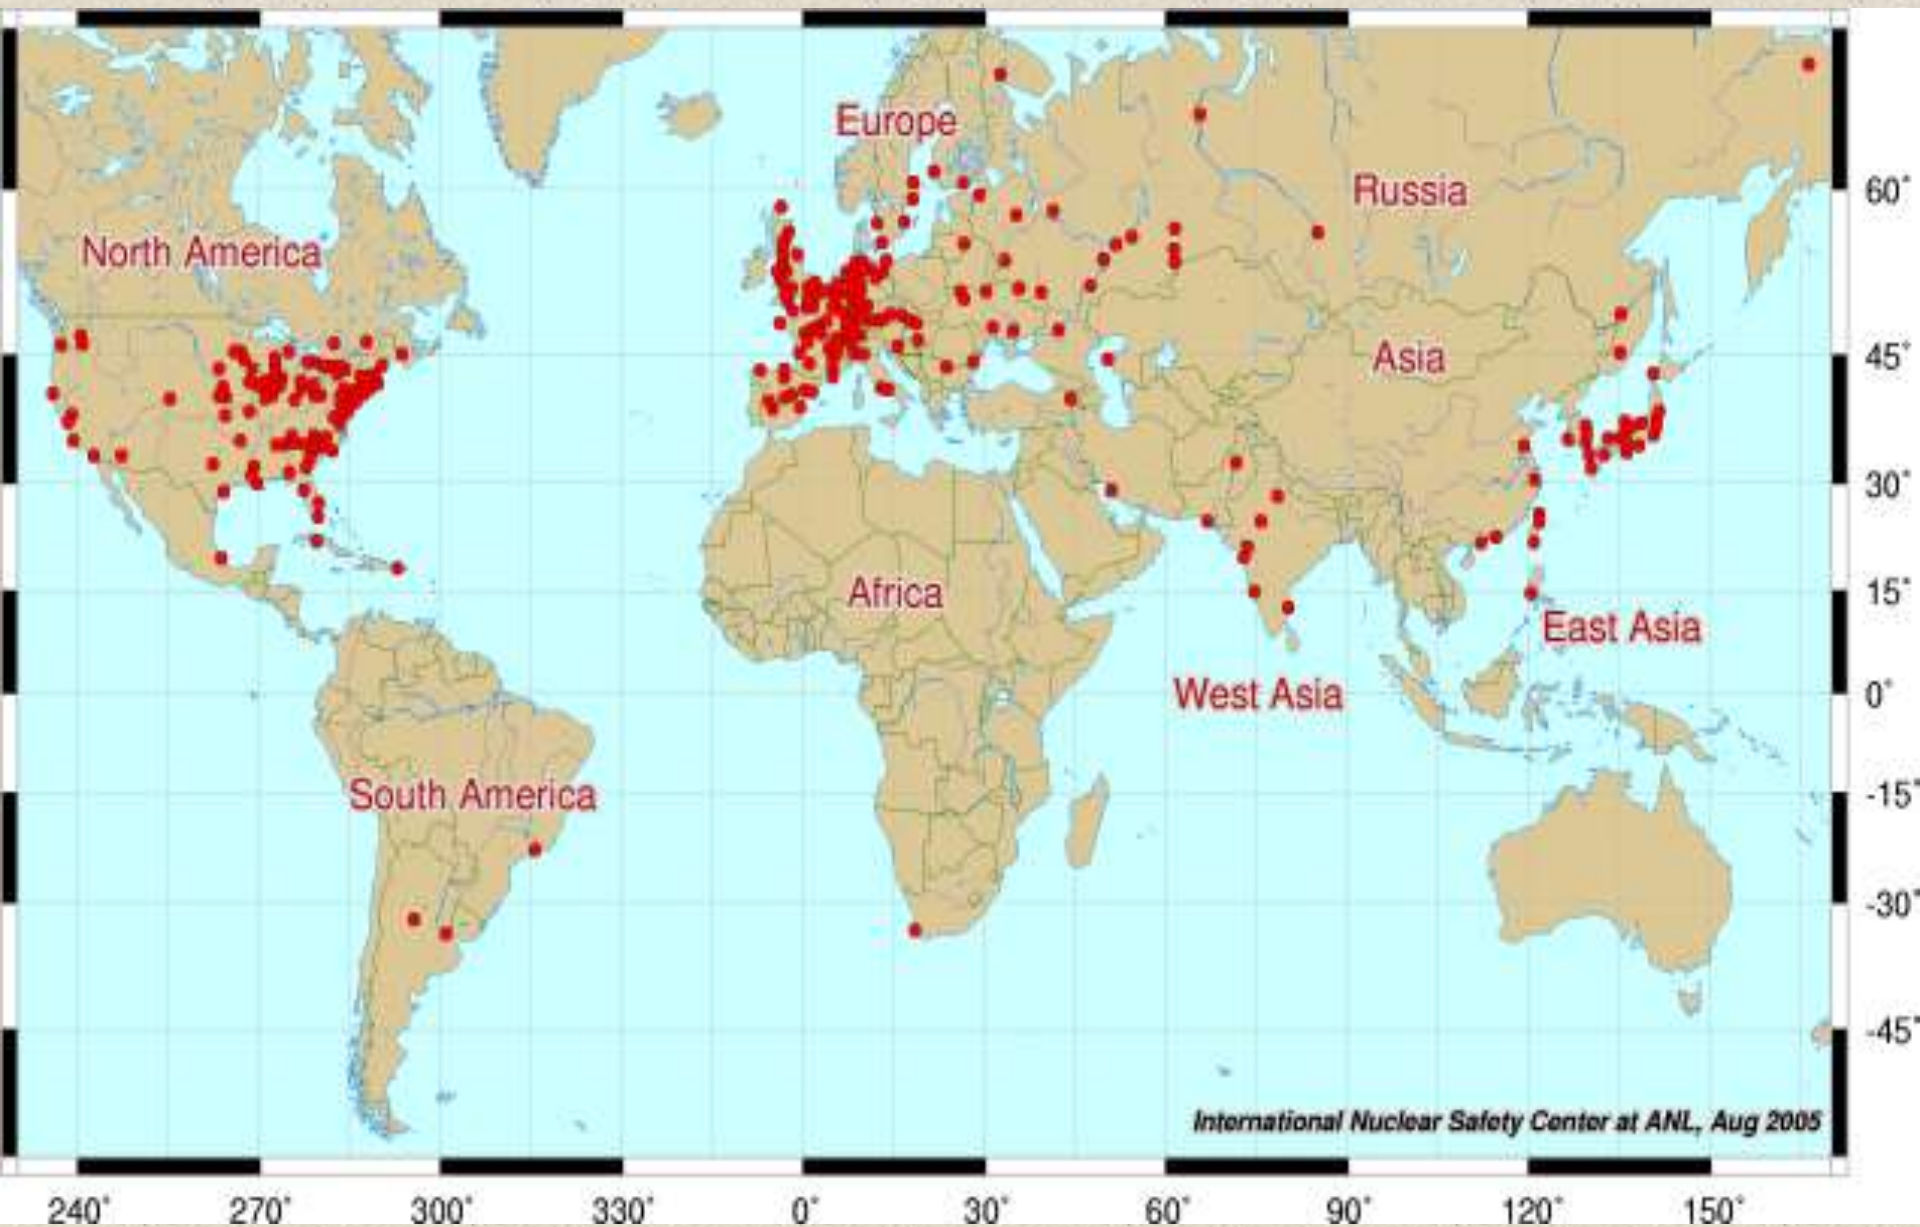 Europe
Russia
60°
North America
Asia
45°
30°
Africa
15°
East Asia
West Asia
0°
South America
-15°
-30°
-45°
International Nuclear Safety Center at ANL, Aug 2005
240° 270° 300° 330° 0° 30° 60° 90° 120° 150°